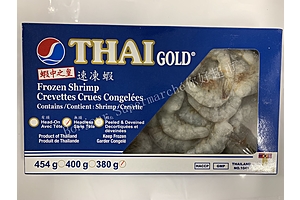 THAI GOLD®
蝦中之皇 速凍蝦
Frozen Shrimp
Crevettes Crues Congelées
Contains/Contient: Shrimp/Crevette
Head-On
Avec Tête
Headless
Sans Tête
Peeled & Deveined
Décortiquées et
déveinées
Product of Thailand
Produit de Thaïlande
Keep Frozen
Garder Congelé
454 g 400 g 380 g
HACCP
GMP
THAILAND